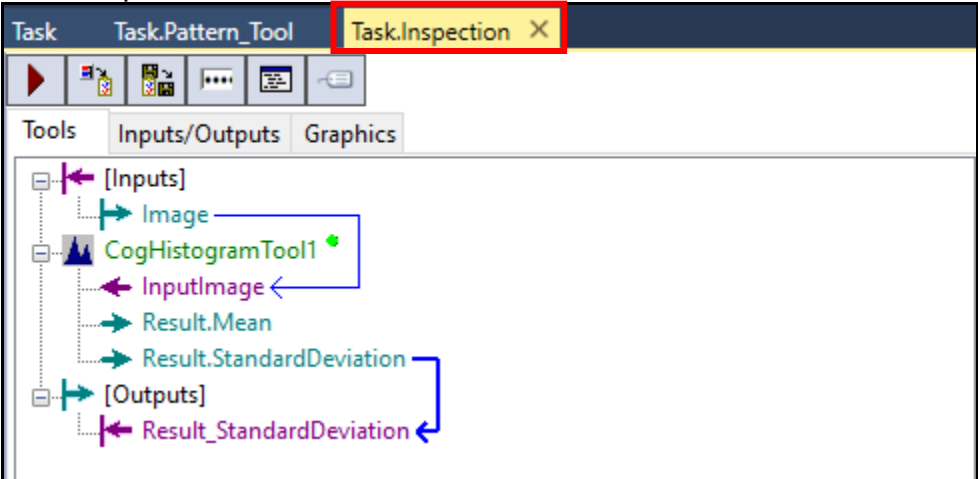 Task Task.Pattern_Tool Task.Inspection
Tools Inputs/Outputs Graphics
[Inputs]
Image
CogHistogramTool1
InputImage
Result.Mean
Result.StandardDeviation
[Outputs]
Result_StandardDeviation